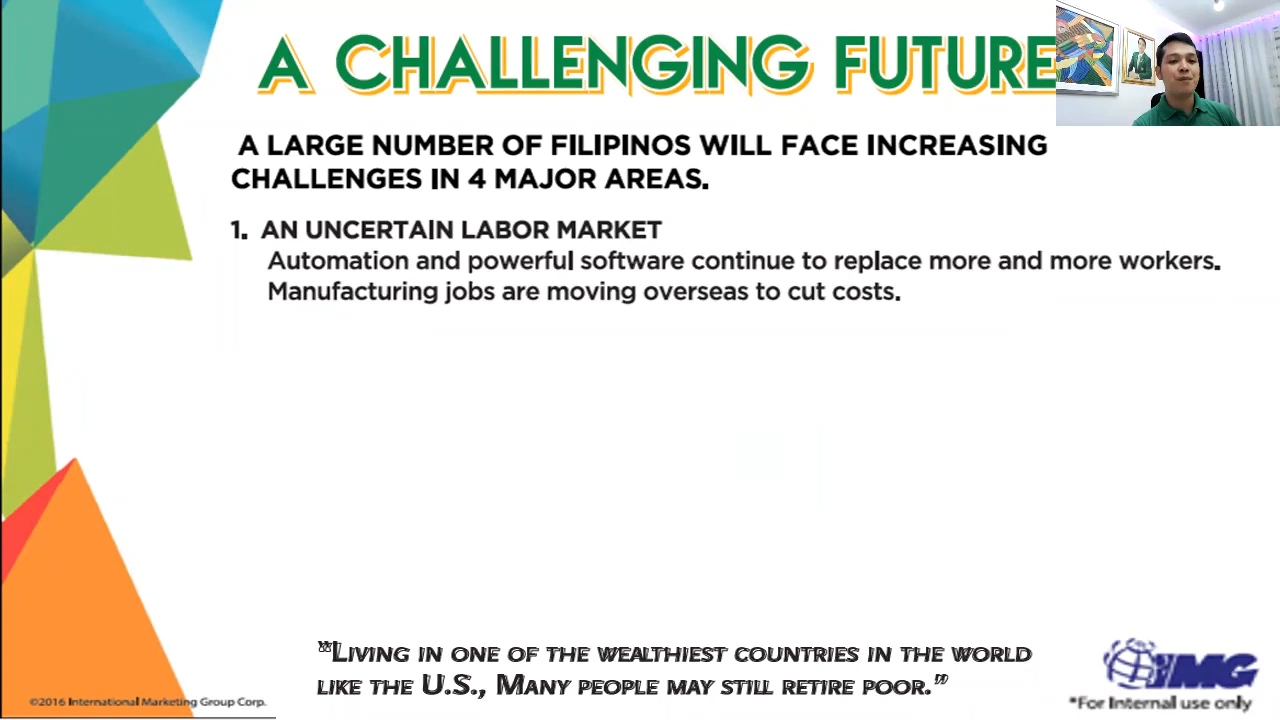 A CHALLENGING FUTURE
A LARGE NUMBER OF FILIPINOS WILL FACE INCREASING
CHALLENGES IN 4 MAJOR AREAS.
1. AN UNCERTAIN LABOR MARKET
Automation and powerful software continue to replace more and more workers.
Manufacturing jobs are moving overseas to cut costs.
"LIVING IN ONE OF THE WEALTHIEST COUNTRIES IN THE WORLD
LIKE THE U.S., MANY PEOPLE MAY STILL RETIRE POOR."
IMG
©2016 International Marketing Group Corp.
*For Internal use only